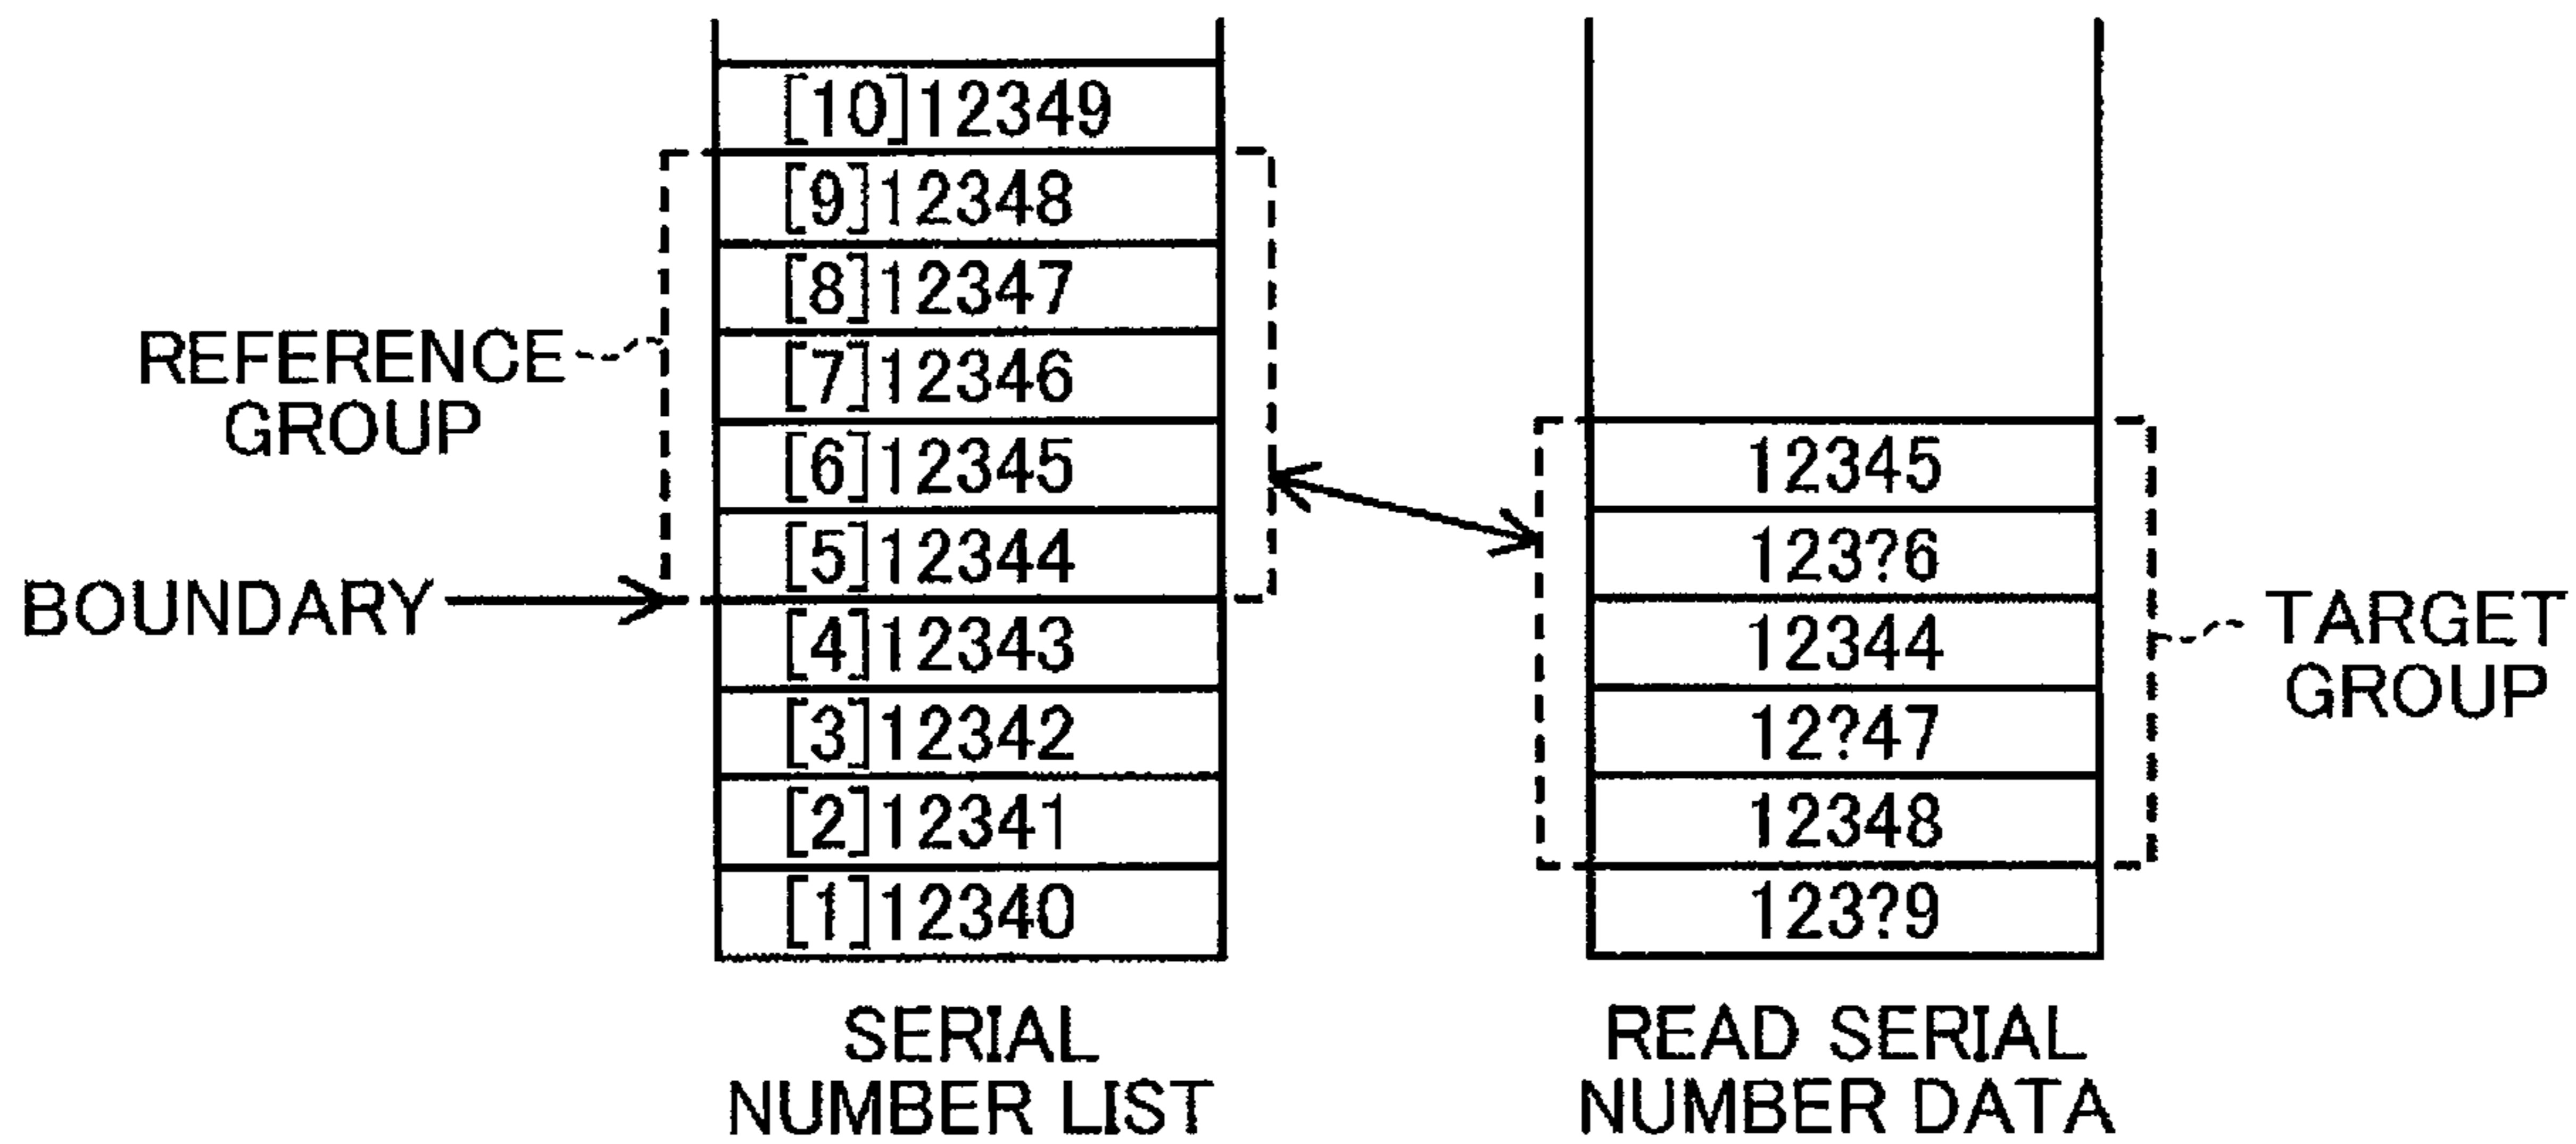 [10]12349
[9]12348
[8]12347
[7]12346
[6]12345
[5]12344
[4]12343
[3]12342
[2]12341
[1]12340
REFERENCE
GROUP
BOUNDARY
SERIAL
NUMBER LIST
12345
123?6
12344
12?47
12348
123?9
TARGET
GROUP
READ SERIAL
NUMBER DATA